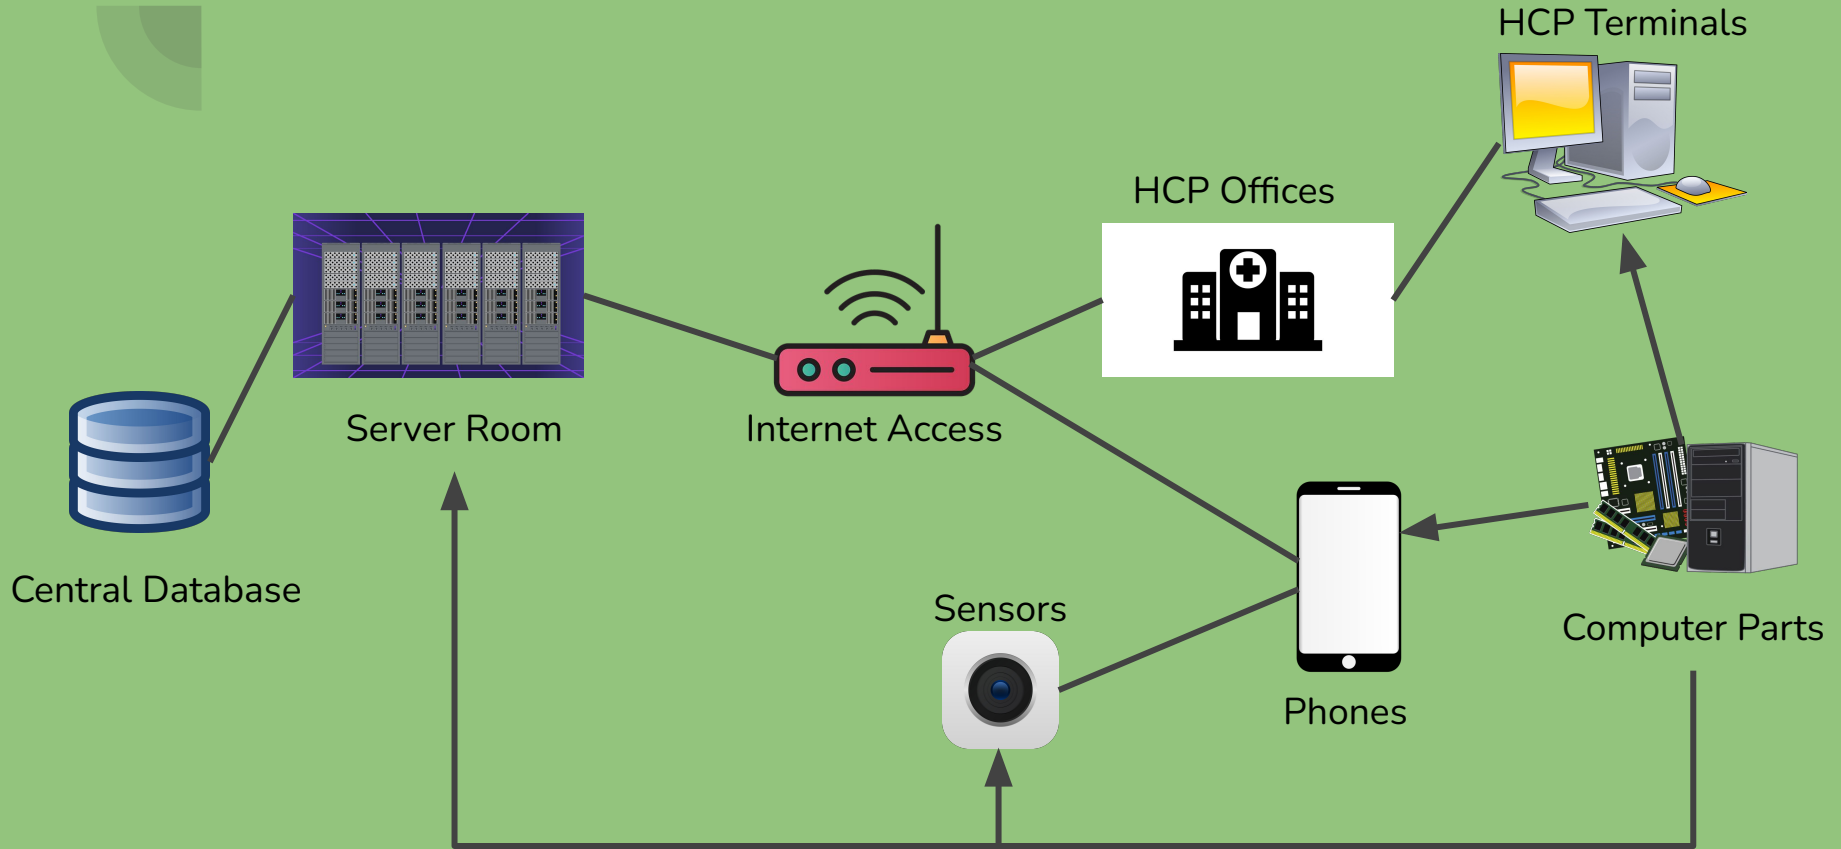 HCP Terminals
HCP Offices
Server Room
Internet Access
Central Database
Sensors
Computer Parts
Phones